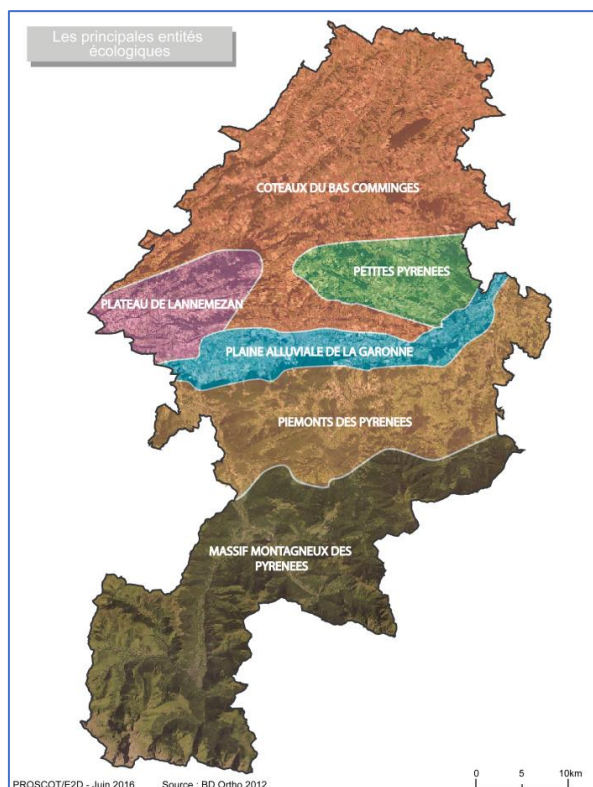 Les principales entités
écologiques
COTEAUX DU BAS COMMINGES
PETITES PYRENEES
PLATEAU DE LANNEMEZAN
PLAINE ALLUVIALE DE LA GARONNE
PIEMONTS DES PYRENEES
MASSIF MONTAGNEUX DES
PYRENEES
PROSCOT/E2D - Juin 2016 Source : BD Ortho 2012
0 5 10km